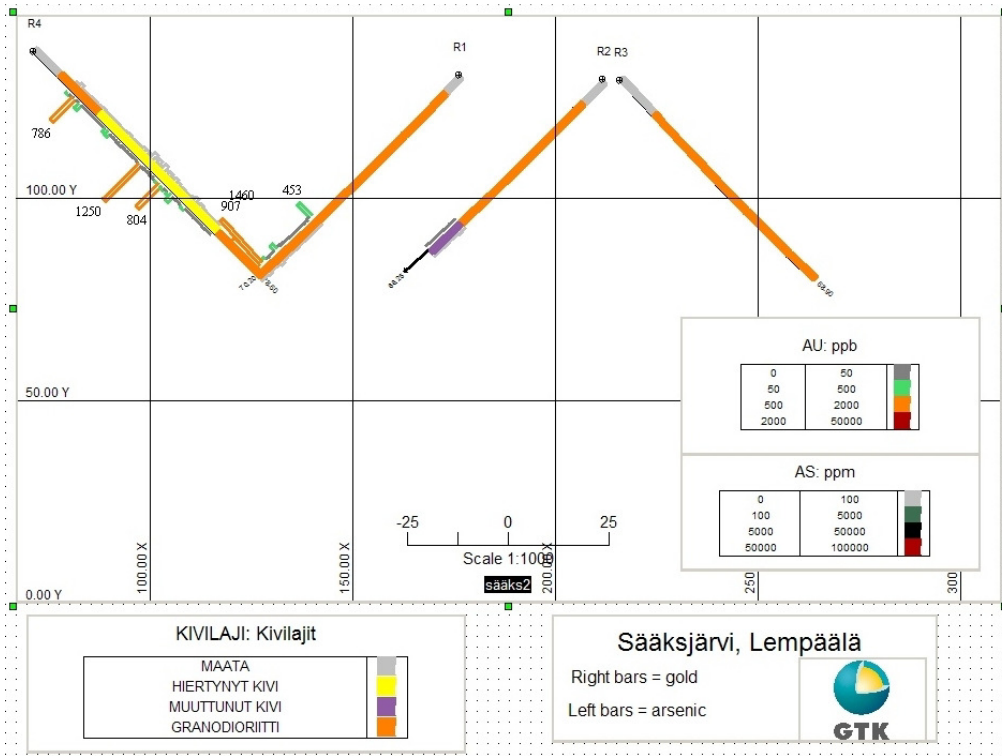 R4
R1
R2 R3
786
1250
804
1460
907
453
100.00 Y
50.00 Y
0.00 Y
100.00 X
150.00 X
200.00 X
250
300
68.25
-25 0 25
Scale 1:1000
sääks2
AU: ppb
0 50
50 500
500 2000
2000 50000
AS: ppm
0 100
100 5000
5000 50000
50000 100000
KIVILAJI: Kivilajit
MAATA
HIERTYNYT KIVI
MUUTTUNUT KIVI
GRANODIORIITTI
Sääksjärvi, Lempäälä
Right bars = gold
Left bars = arsenic
GTK